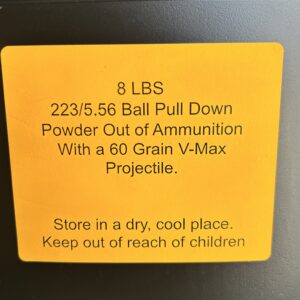 8 LBS
223/5.56 Ball Pull Down
Powder Out of Ammunition
With a 60 Grain V-Max
Projectile.
Store in a dry, cool place.
Keep out of reach of children